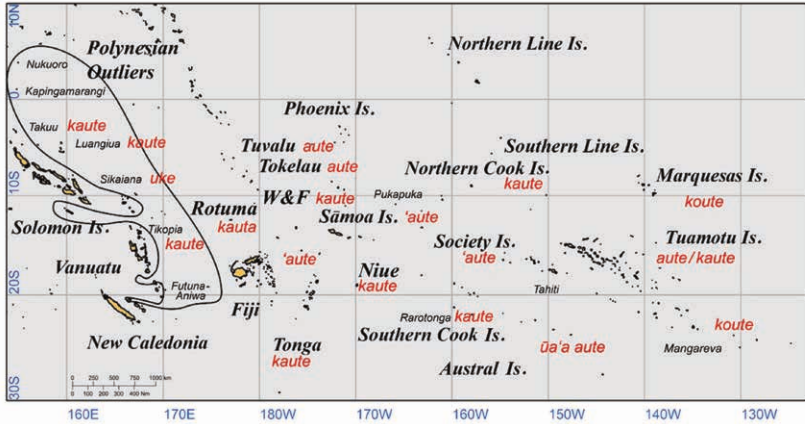 10N
0
10S
20S
30S
Northern Line Is.
Polynesian
Outliers
Nukuoro
Kapingamarangi
Phoenix Is.
Takuu kaute
Luangiua kaute
Tuvalu aute
Southern Line Is.
Tokelau aute
Northern Cook Is.
kaute
Sikaiana uke
Marquesas Is.
koute
W&F kaute
Pukapuka
Rotuma
kauta
Sāmoa Is. 'aute
Solomon Is.
Tikopia
kaute
Society Is.
'aute
Tuamotu Is.
aute/kaute
Vanuatu
'aute
Niue
kaute
Futuna-
Aniwa
Tahiti
Fiji
Rarotonga kaute
Southern Cook Is.
koute
Mangareva
New Caledonia
Tonga
kaute
ūa'a aute
Austral Is.
0 250 500 750 1000 km
0 100 200 300 400 Nm
160E 170E 180W 170W 160W 150W 140W 130W